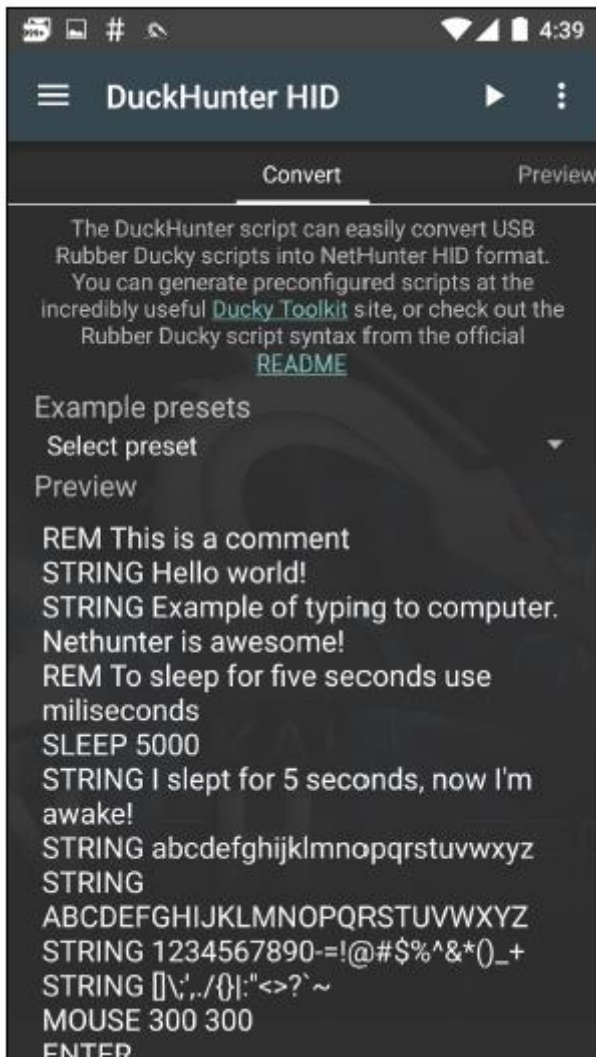 # 4:39
DuckHunter HID
Convert Preview
The DuckHunter script can easily convert USB
Rubber Ducky scripts into NetHunter HID format.
You can generate preconfigured scripts at the
incredibly useful Ducky Toolkit site, or check out the
Rubber Ducky script syntax from the official
README
Example presets
Select preset
Preview
REM This is a comment
STRING Hello world!
STRING Example of typing to computer.
Nethunter is awesome!
REM To sleep for five seconds use
miliseconds
SLEEP 5000
STRING I slept for 5 seconds, now I'm
awake!
STRING abcdefghijklmnopqrstuvwxyz
STRING
ABCDEFGHIJKLMNOPQRSTUVWXYZ
STRING 1234567890-=!@#$%^&*()_+
STRING []\;',./{}|:"<>?`~
MOUSE 300 300
ENTER